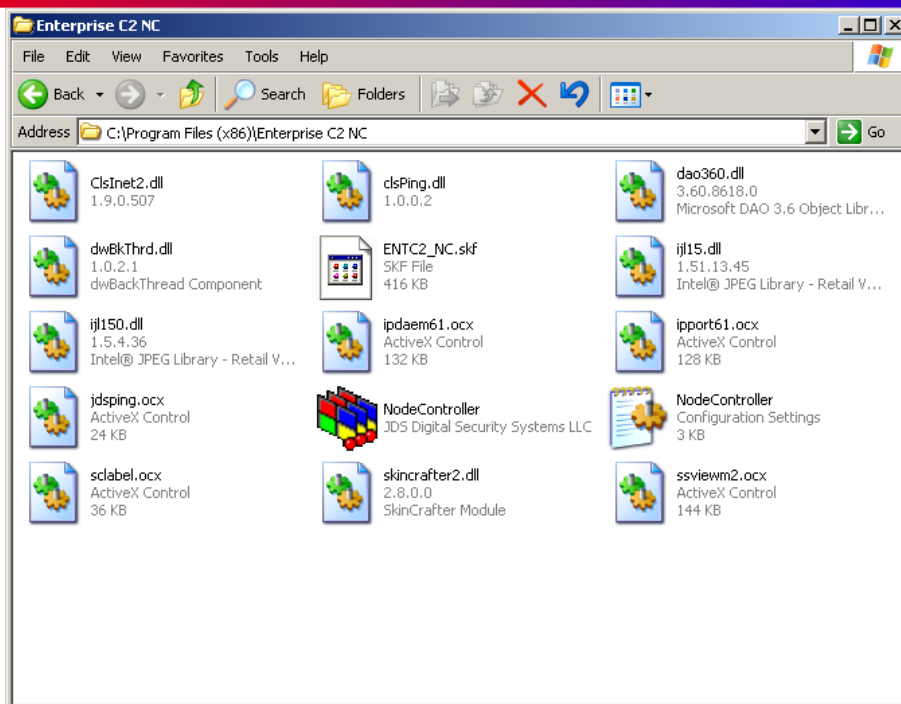 Enterprise C2 NC
File Edit View Favorites Tools Help
Back Search Folders
Address C:\Program Files (x86)\Enterprise C2 NC Go
ClsInet2.dll
1.9.0.507
clsPing.dll
1.0.0.2
dao360.dll
3.60.8618.0
Microsoft DAO 3.6 Object Libr...
dwBkThrd.dll
1.0.2.1
dwBackThread Component
ENTC2_NC.skf
SKF File
416 KB
ijl15.dll
1.51.13.45
Intel® JPEG Library - Retail V...
ijl150.dll
1.5.4.36
Intel® JPEG Library - Retail V...
ipdaem61.ocx
ActiveX Control
132 KB
ipport61.ocx
ActiveX Control
128 KB
jdsping.ocx
ActiveX Control
24 KB
NodeController
JDS Digital Security Systems LLC
NodeController
Configuration Settings
3 KB
sclabel.ocx
ActiveX Control
36 KB
skincrafter2.dll
2.8.0.0
SkinCrafter Module
ssviewm2.ocx
ActiveX Control
144 KB